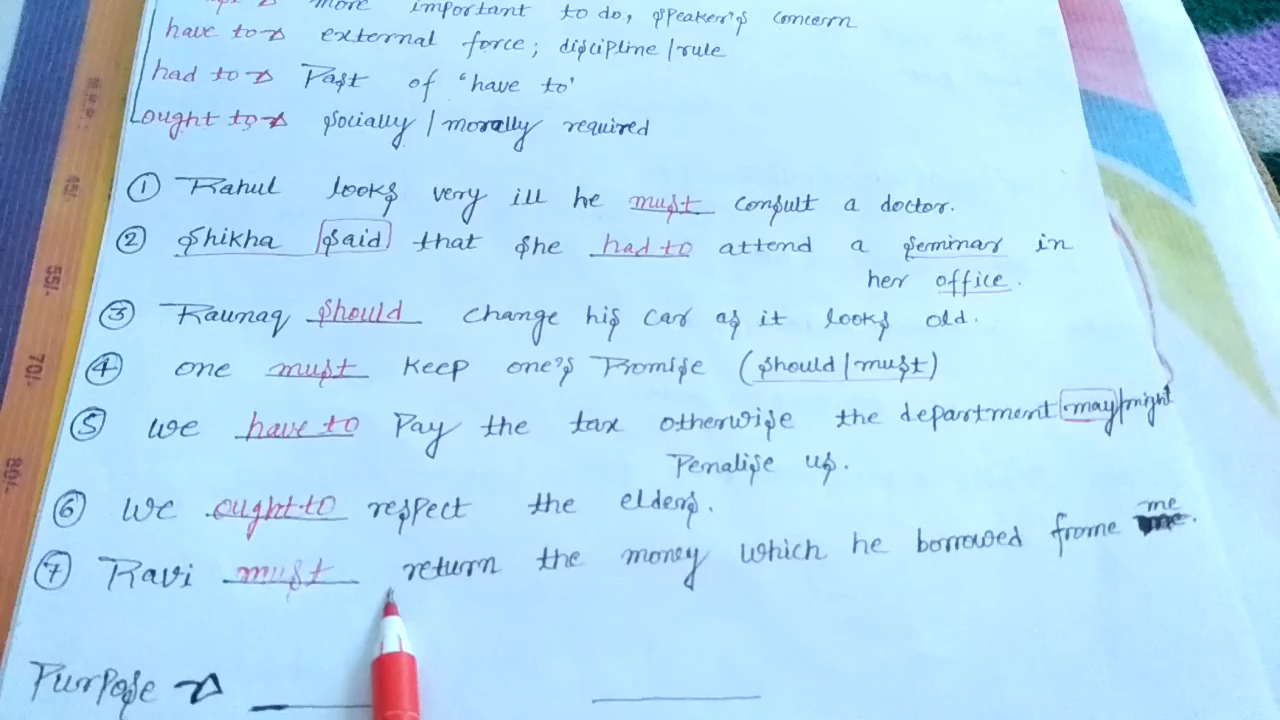 more important to do, speaker's concern
have to → external force; discipline/rule
had to → Past of 'have to'
ought to → socially / morally required
① Rahul looks very ill he must consult a doctor.
② Shikha said that she had to attend a seminar in
her office.
③ Raunaq should change his car as it looks old.
④ one must keep one's Promise (should/must)
⑤ we have to Pay the tax otherwise the department may/might
Penalise us.
⑥ we ought to respect the elders.
⑦ Ravi must return the money which he borrowed frome me.
Purpose →
55/-
70/-
80/-